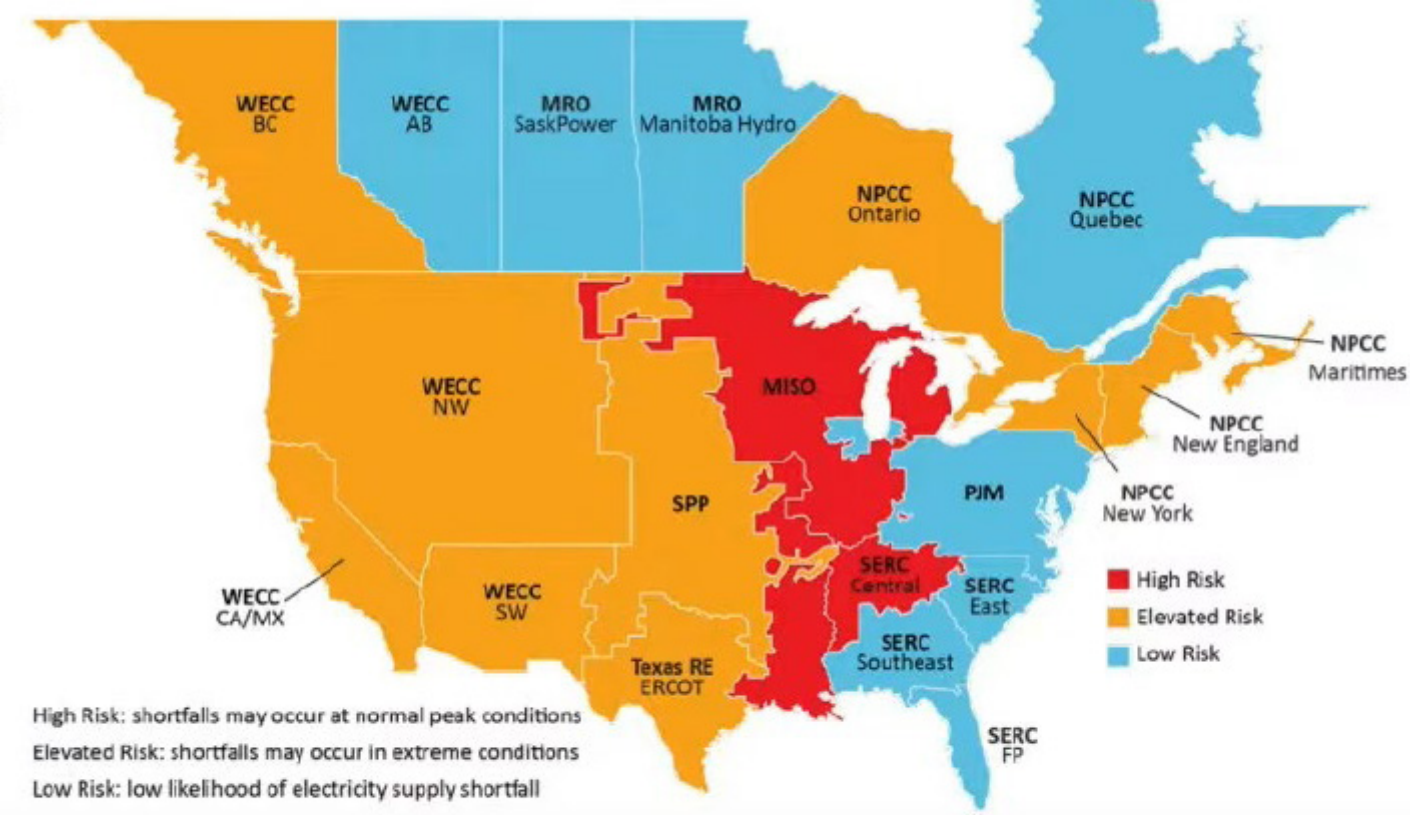 WECC
BC
WECC
AB
MRO
SaskPower
MRO
Manitoba Hydro
NPCC
Ontario
NPCC
Quebec
NPCC
Maritimes
WECC
NW
MISO
NPCC
New England
SPP
PJM
NPCC
New York
SERC
Central
SERC
East
WECC
CA/MX
WECC
SW
SERC
Southeast
Texas RE
ERCOT
SERC
FP
High Risk
Elevated Risk
Low Risk
High Risk: shortfalls may occur at normal peak conditions
Elevated Risk: shortfalls may occur in extreme conditions
Low Risk: low likelihood of electricity supply shortfall